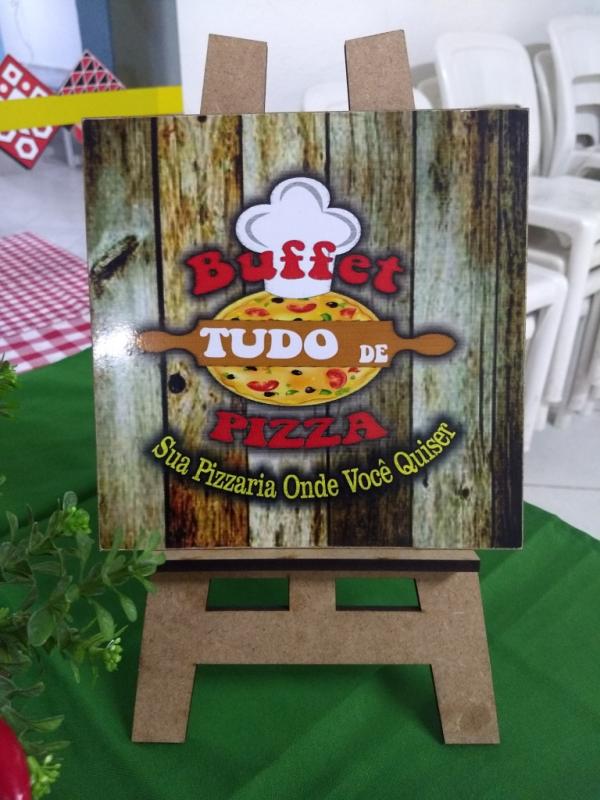 Buffet
TUDO DE
PIZZA
Sua Pizzaria Onde Você Quiser